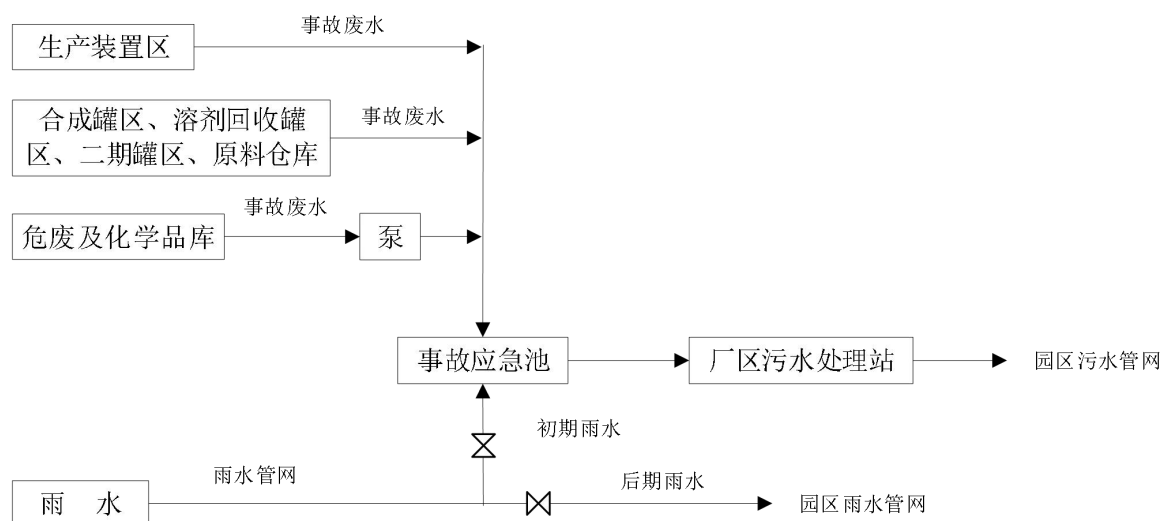 事故废水
生产装置区
合成罐区、溶剂回收罐
区、二期罐区、原料仓库
事故废水
事故废水
危废及化学品库
泵
事故应急池
厂区污水处理站
园区污水管网
初期雨水
雨水管网
后期雨水
雨 水
园区雨水管网